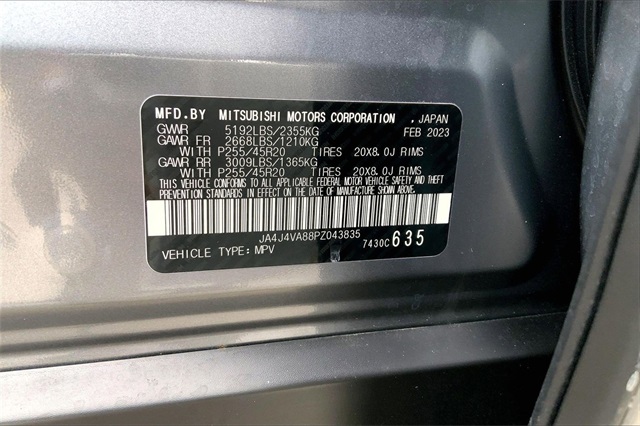 MFD.BY MITSUBISHI MOTORS CORPORATION . JAPAN
GVWR 5192LBS/2355KG FEB 2023
GAWR FR 2668LBS/1210KG
WITH P255/45R20 TIRES 20X8.0J RIMS
GAWR RR 3009LBS/1365KG
WITH P255/45R20 TIRES 20X8.0J RIMS
THIS VEHICLE CONFORMS TO ALL APPLICABLE FEDERAL MOTOR VEHICLE SAFETY AND THEFT
PREVENTION STANDARDS IN EFFECT ON THE DATE OF MANUFACTURE SHOWN ABOVE.
JA4J4VA88PZ043835
VEHICLE TYPE: MPV 7430C 635